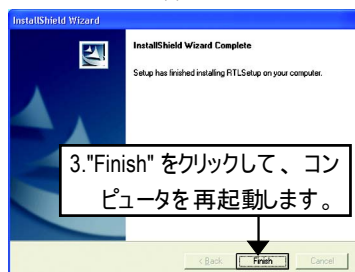 InstallShield Wizard
InstallShield Wizard Complete
Setup has finished installing RTLSetup on your computer.
3."Finish" をクリックして、コン
ピュータを再起動します。
< Back
Finish
Cancel